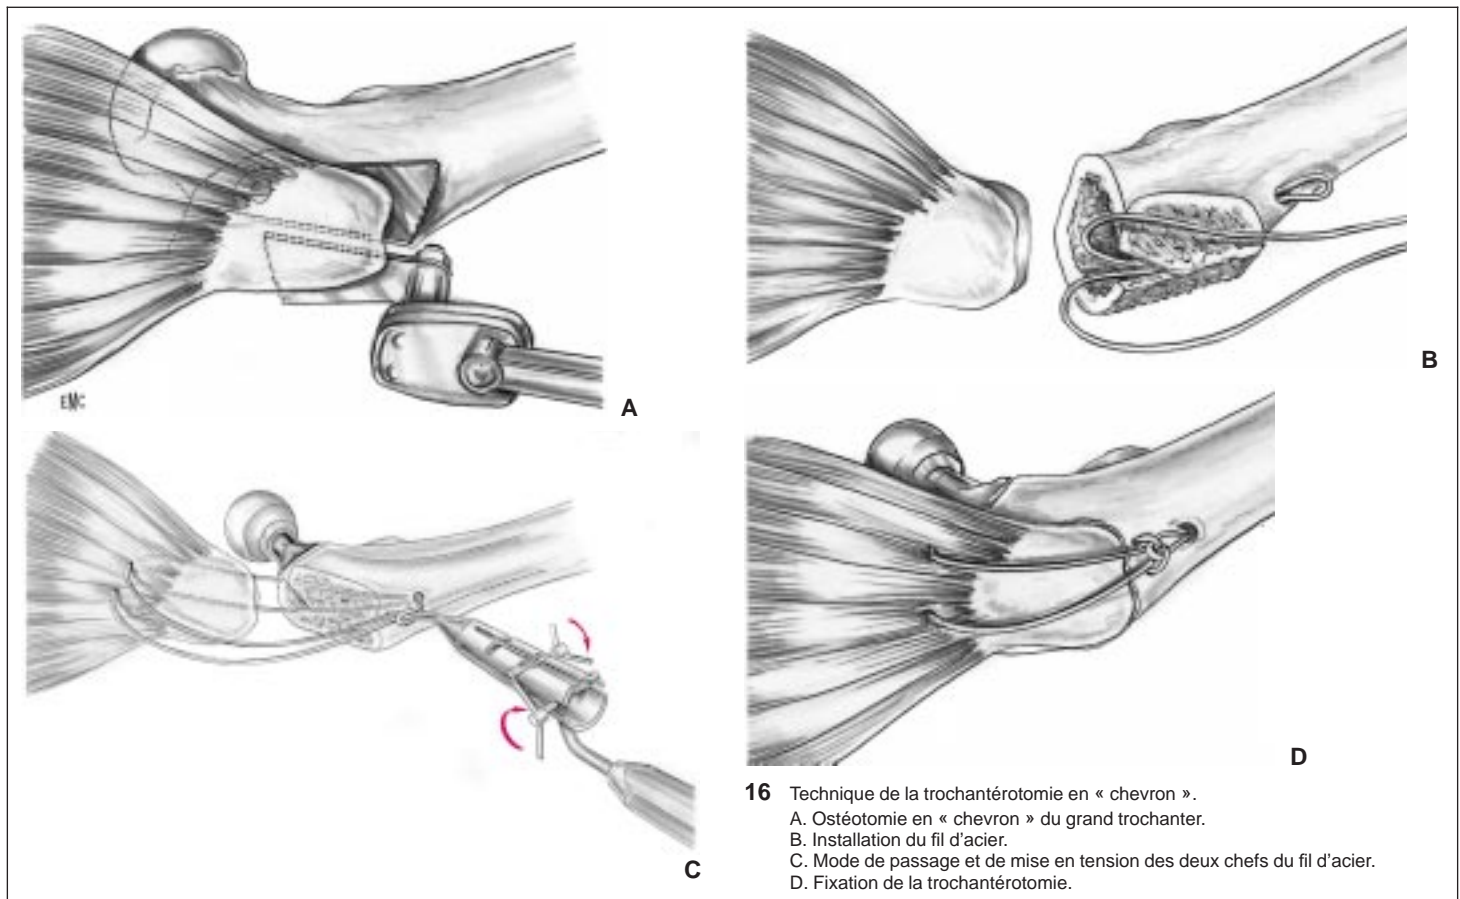 EMC
A
B
C
D
16 Technique de la trochantérotomie en « chevron ».
A. Ostéotomie en « chevron » du grand trochanter.
B. Installation du fil d'acier.
C. Mode de passage et de mise en tension des deux chefs du fil d'acier.
D. Fixation de la trochantérotomie.